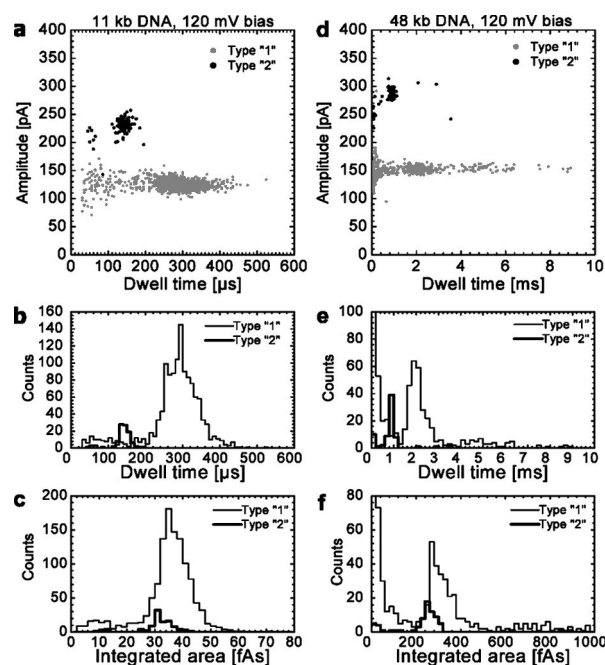 11 kb DNA, 120 mV bias
48 kb DNA, 120 mV bias
a
Type "1"
Type "2"
Amplitude [pA]
400
350
300
250
200
150
100
50
0
0 100 200 300 400 500 600
Dwell time [µs]
d
Type "1"
Type "2"
Amplitude [pA]
400
350
300
250
200
150
100
50
0
0 2 4 6 8 10
Dwell time [ms]
b
Type "1"
Type "2"
Counts
160
140
120
100
80
60
40
20
0
0 100 200 300 400 500 600
Dwell time [µs]
e
Type "1"
Type "2"
Counts
100
80
60
40
20
0
0 1 2 3 4 5 6 7 8 9 10
Dwell time [ms]
c
Type "1"
Type "2"
Counts
200
150
100
50
0
0 10 20 30 40 50 60 70 80
Integrated area [fAs]
f
Type "1"
Type "2"
Counts
80
60
40
20
0
0 200 400 600 800 1000
Integrated area [fAs]